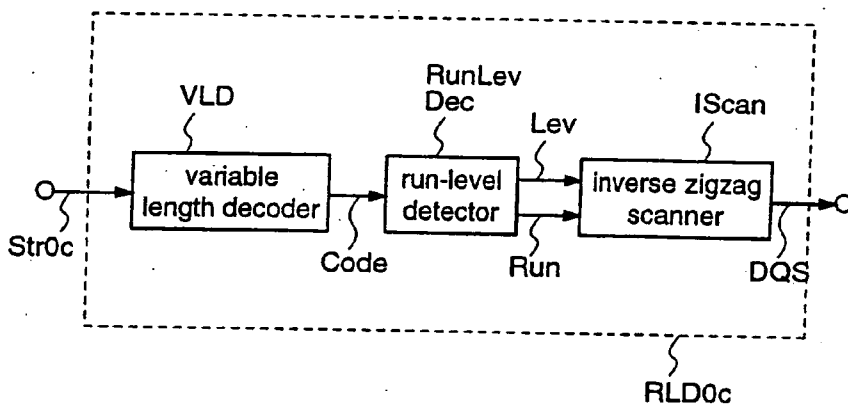 VLD
RunLev
Dec
IScan
Lev
variable
length decoder
run-level
detector
inverse zigzag
scanner
Str0c
Code
Run
DQS
RLD0c